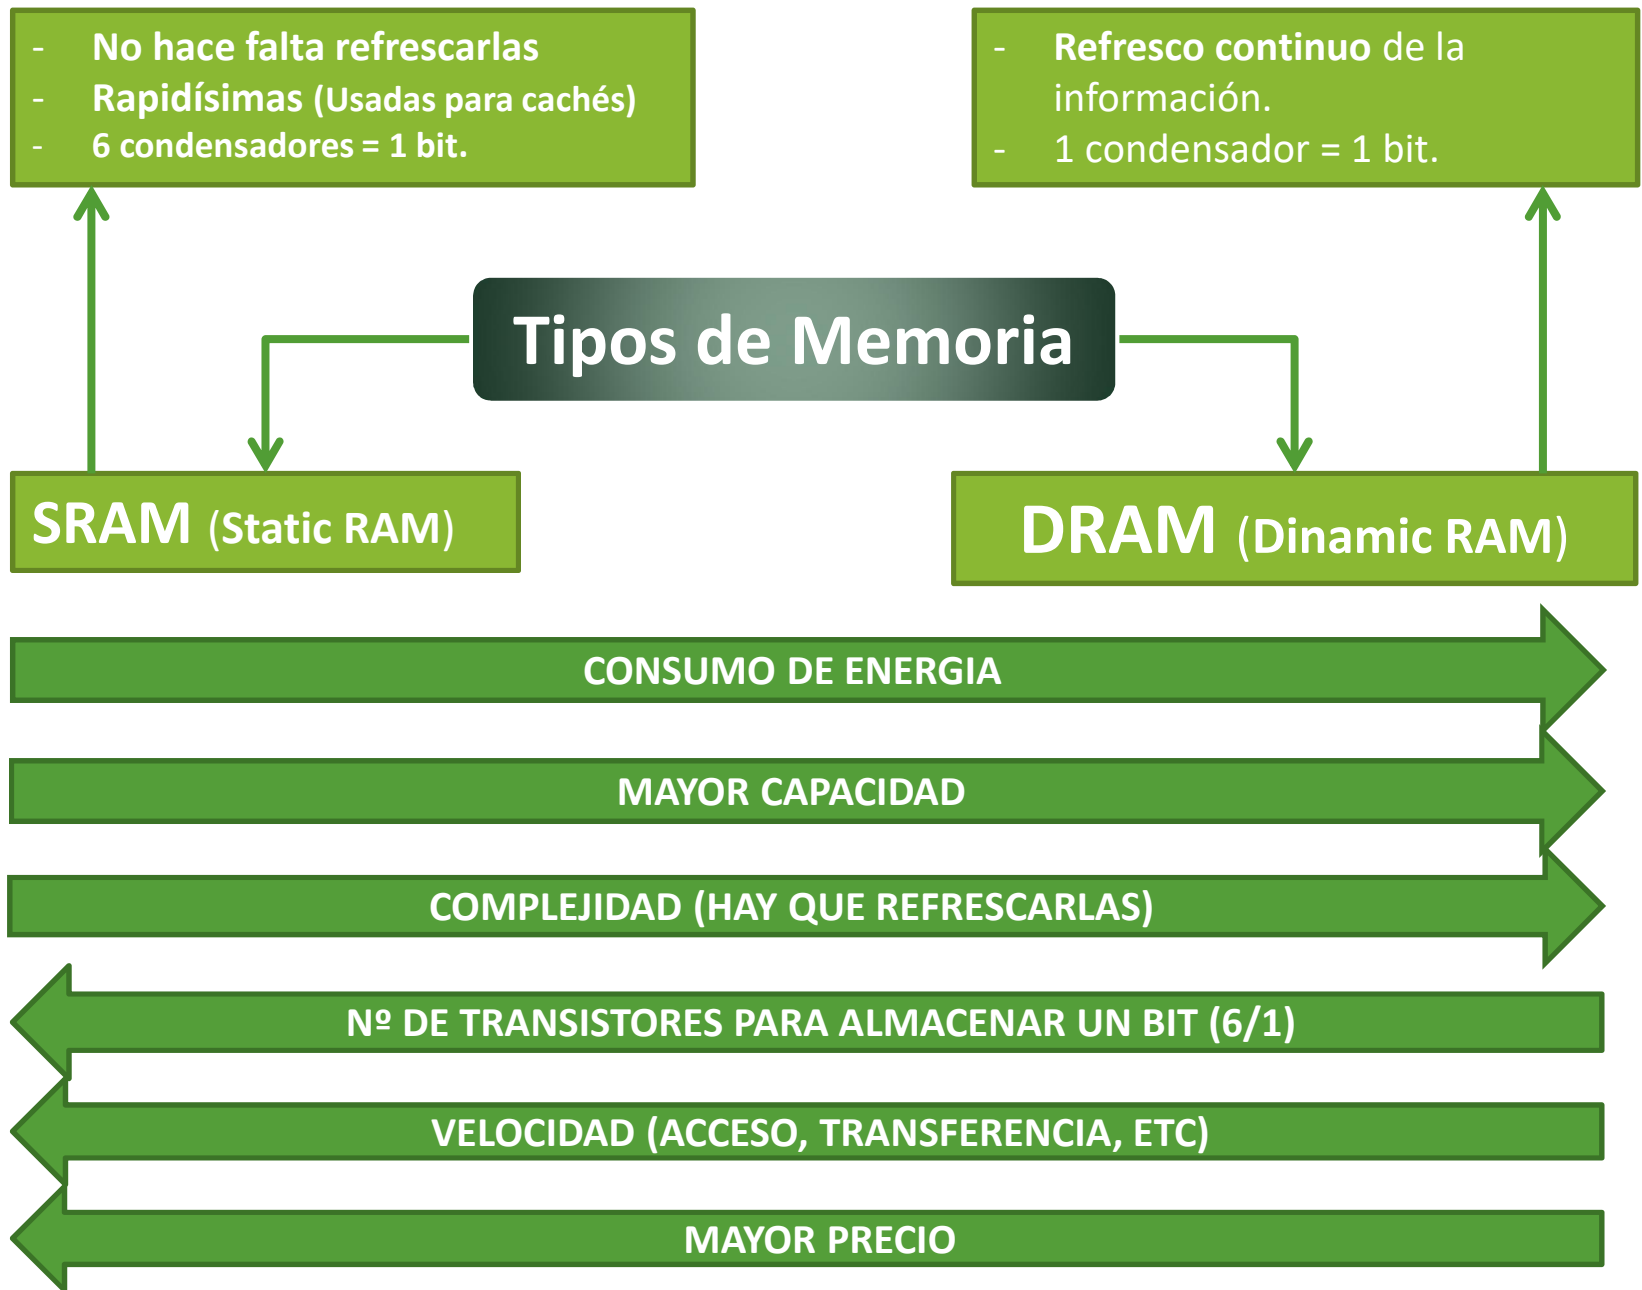 - No hace falta refrescarlas
- Rapidísimas (Usadas para cachés)
- 6 condensadores = 1 bit.
- Refresco continuo de la
información.
- 1 condensador = 1 bit.
Tipos de Memoria
SRAM (Static RAM)
DRAM (Dinamic RAM)
CONSUMO DE ENERGIA
MAYOR CAPACIDAD
COMPLEJIDAD (HAY QUE REFRESCARLAS)
Nº DE TRANSISTORES PARA ALMACENAR UN BIT (6/1)
VELOCIDAD (ACCESO, TRANSFERENCIA, ETC)
MAYOR PRECIO